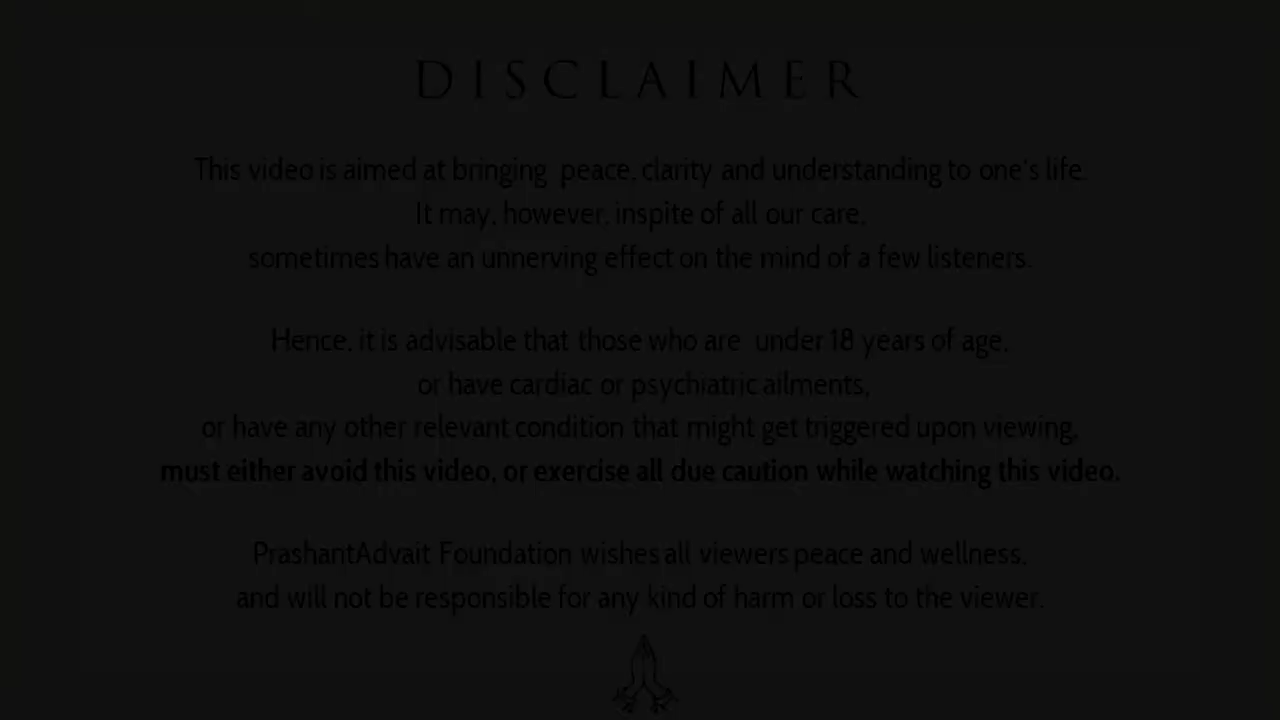 DISCLAIMER
This video is aimed at bringing peace, clarity and understanding to one's life.
It may, however, inspite of all our care,
sometimes have an unnerving effect on the mind of a few listeners.
Hence, it is advisable that those who are under 18 years of age,
or have cardiac or psychiatric ailments,
or have any other relevant condition that might get triggered upon viewing,
must either avoid this video, or exercise all due caution while watching this video.
PrashantAdvait Foundation wishes all viewers peace and wellness,
and will not be responsible for any kind of harm or loss to the viewer.